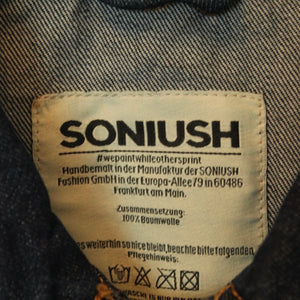 SONIUSH
#wepaintwhileothersprint
Handbemalt in der Manufaktur der SONIUSH
Fashion GmbH in der Europa-Allee 79 in 60486
Frankfurt am Main.
Zusammensetzung:
100% Baumwolle
es weiterhin so nice bleibt, beachte bitte folgenden
Pflegehinweis: